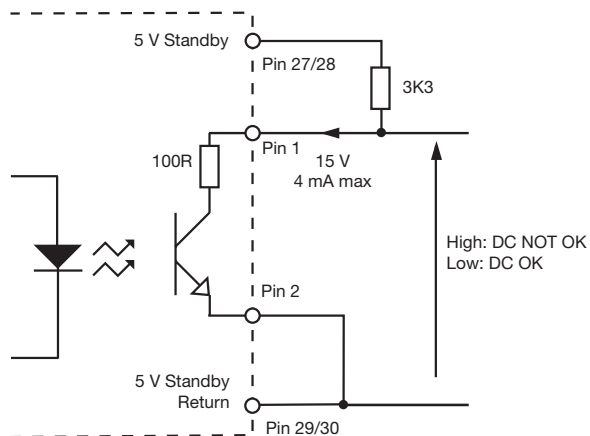 5 V Standby
Pin 27/28
3K3
Pin 1
100R
15 V
4 mA max
High: DC NOT OK
Low: DC OK
Pin 2
5 V Standby
Return
Pin 29/30